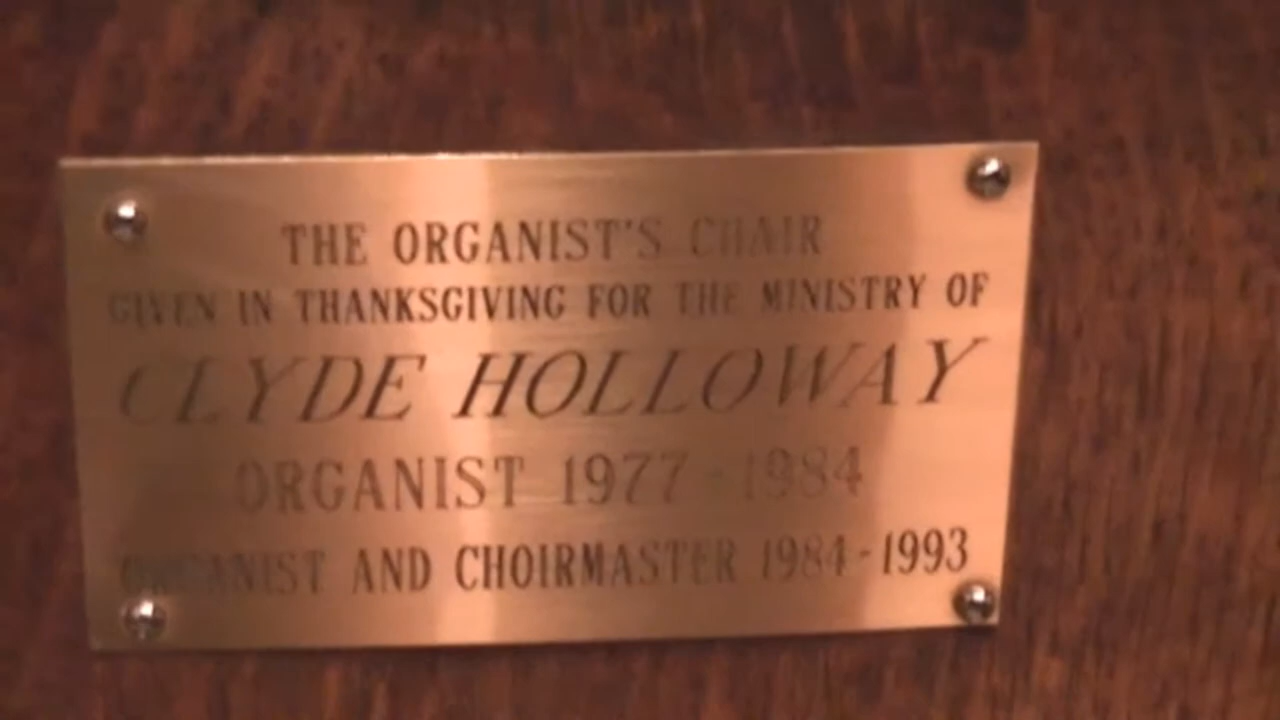 THE ORGANIST'S CHAIR
GIVEN IN THANKSGIVING FOR THE MINISTRY OF
CLYDE HOLLOWAY
ORGANIST 1977 - 1984
ORGANIST AND CHOIRMASTER 1984 - 1993